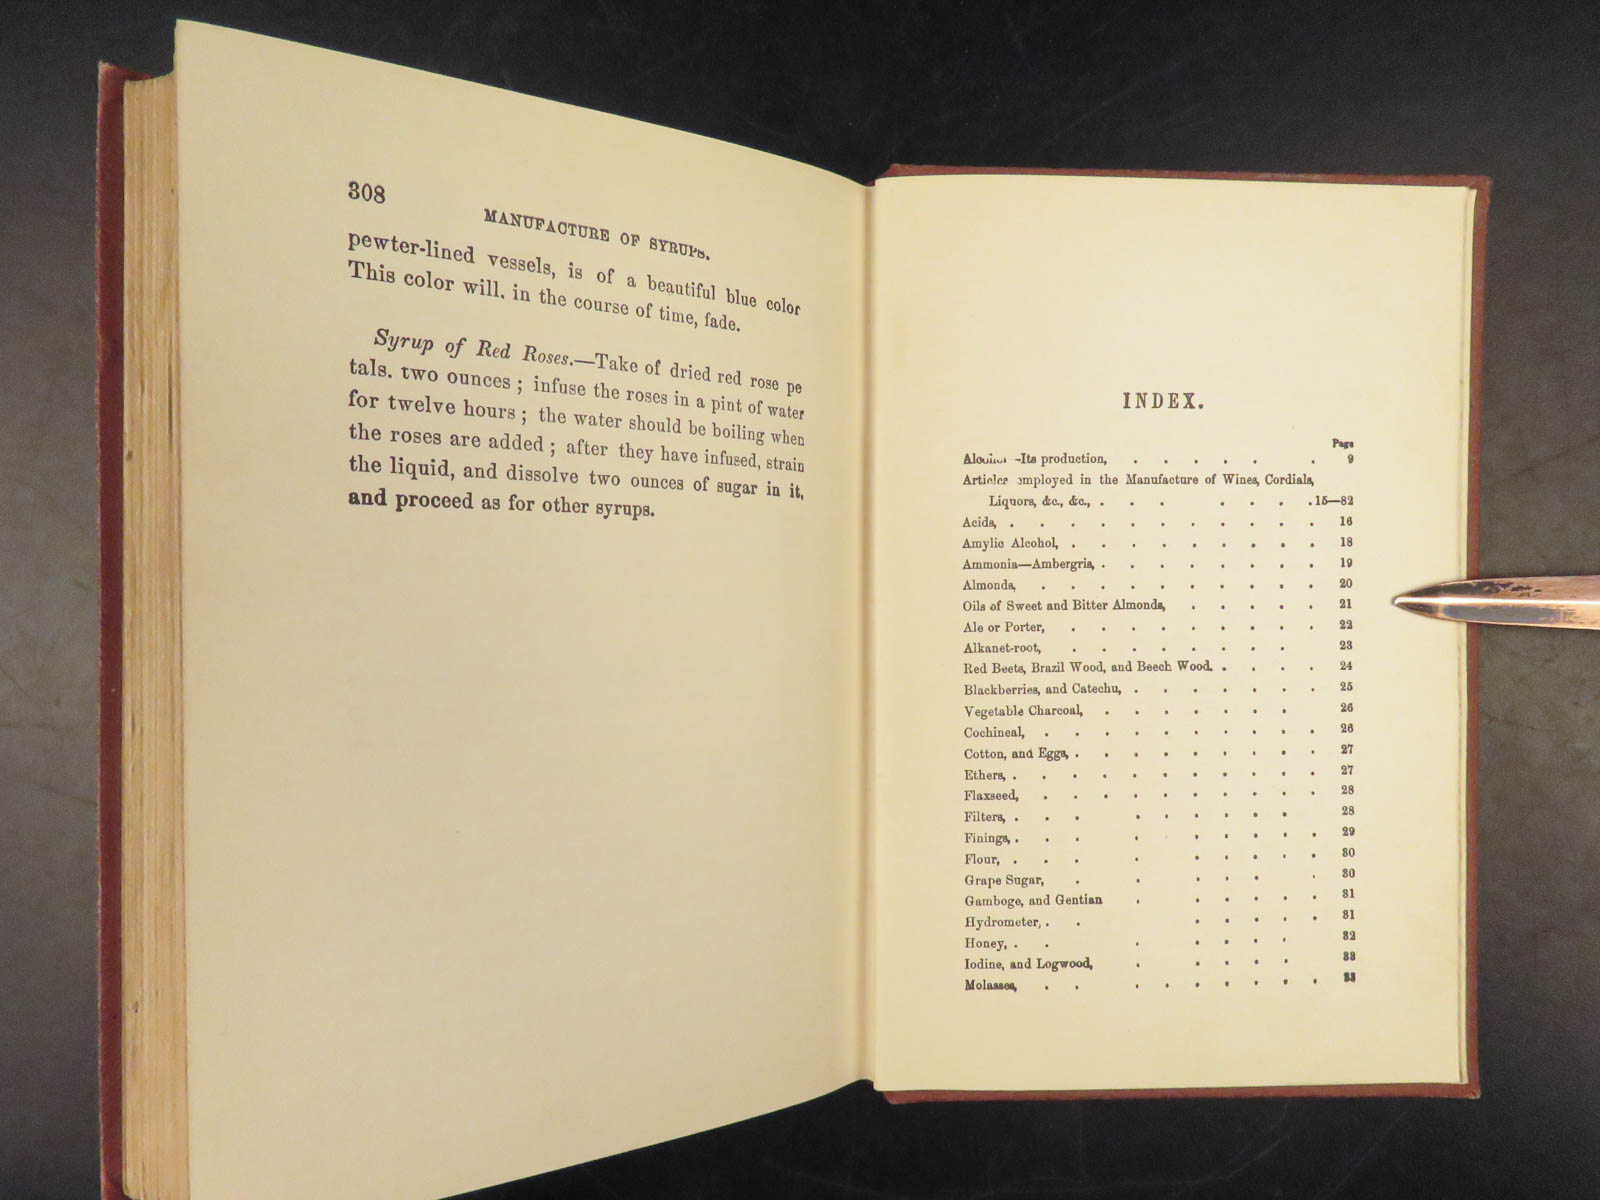 308
MANUFACTURE OF SYRUPS.
pewter-lined vessels, is of a beautiful blue color
This color will. in the course of time, fade.
Syrup of Red Roses.—Take of dried red rose pe
tals. two ounces; infuse the roses in a pint of water
for twelve hours; the water should be boiling when
the roses are added; after they have infused, strain
the liquid, and dissolve two ounces of sugar in it,
and proceed as for other syrups.
INDEX.
Page
Alcohol -Its production, . . . . . . 9
Articles employed in the Manufacture of Wines, Cordials,
Liquors, &c., &c., . . . . . . . 15—82
Acids, . . . . . . . . . . . 16
Amylic Alcohol, . . . . . . . . . 18
Ammonia—Ambergris, . . . . . . . . 19
Almonds, . . . . . . . . . . 20
Oils of Sweet and Bitter Almonds, . . . . . 21
Ale or Porter, . . . . . . . . . 22
Alkanet-root, . . . . . . . . 23
Red Beets, Brazil Wood, and Beech Wood. . . . . 24
Blackberries, and Catechu, . . . . . . . 25
Vegetable Charcoal, . . . . . . . 26
Cochineal, . . . . . . . . . . 26
Cotton, and Eggs, . . . . . . . . . 27
Ethers, . . . . . . . . . . . 27
Flaxseed, . . . . . . . . . . 28
Filters, . . . . . . . . . 28
Finings, . . . . . . . . . 29
Flour, . . . . . . . . . 30
Grape Sugar, . . . . . . 30
Gamboge, and Gentian . . . . . . 31
Hydrometer, . . . . . . . 31
Honey, . . . . . . . 32
Iodine, and Logwood, . . . . . 33
Molasses, . . . . . . . . . 33